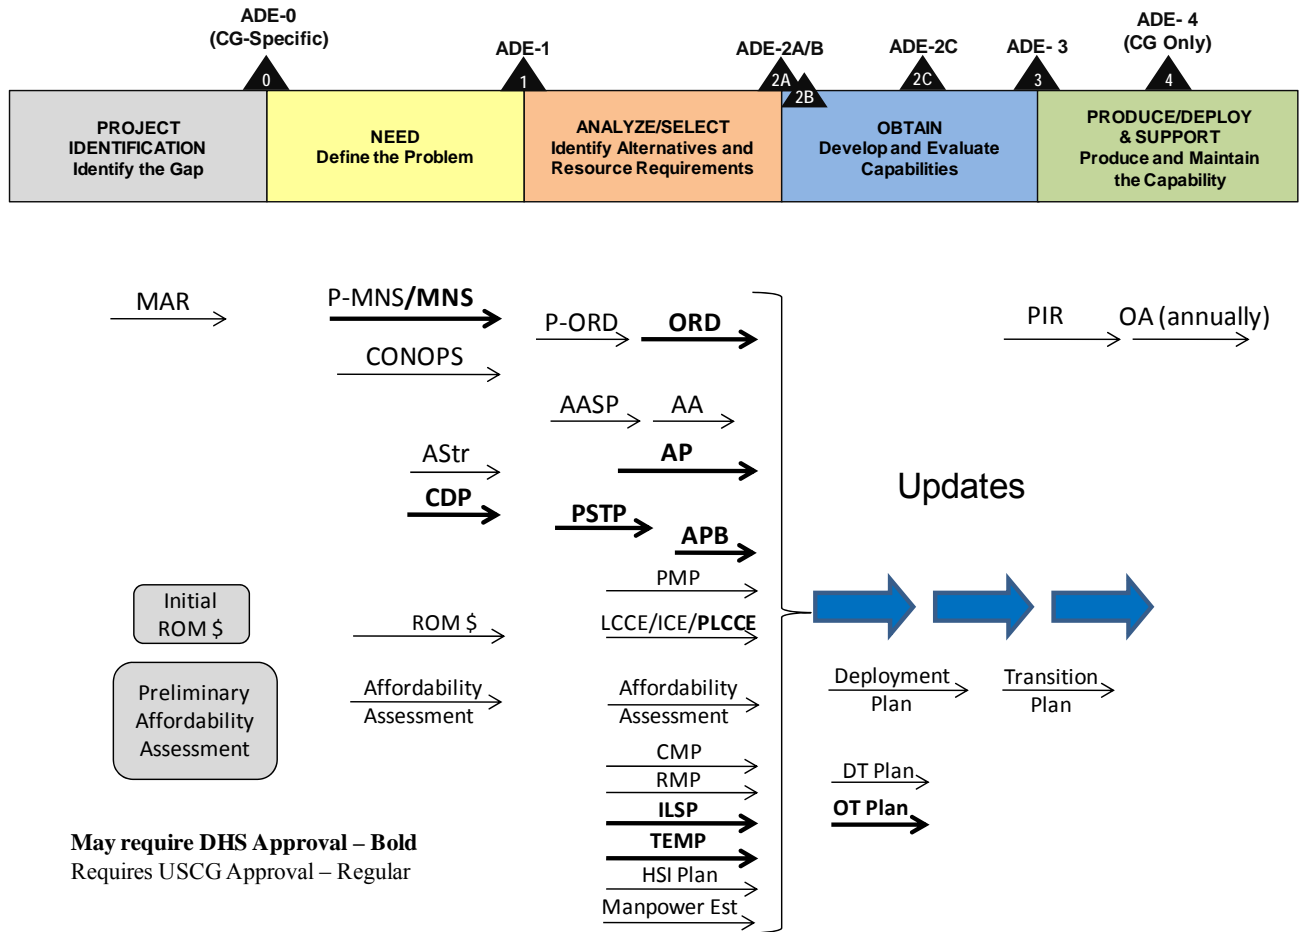 ADE-0
(CG-Specific)
ADE-1
ADE-2A/B
ADE-2C
ADE- 3
ADE- 4
(CG Only)
0
1
2A
2B
2C
3
4
PROJECT
IDENTIFICATION
Identify the Gap
NEED
Define the Problem
ANALYZE/SELECT
Identify Alternatives and
Resource Requirements
OBTAIN
Develop and Evaluate
Capabilities
PRODUCE/DEPLOY
& SUPPORT
Produce and Maintain
the Capability
MAR
P-MNS/MNS
P-ORD
ORD
PIR
OA (annually)
CONOPS
AASP
AA
AStr
AP
CDP
PSTP
APB
Updates
PMP
Initial
ROM $
ROM $
LCCE/ICE/PLCCE
Preliminary
Affordability
Assessment
Affordability
Assessment
Affordability
Assessment
Deployment
Plan
Transition
Plan
CMP
RMP
DT Plan
ILSP
OT Plan
TEMP
HSI Plan
Manpower Est
May require DHS Approval – Bold
Requires USCG Approval – Regular